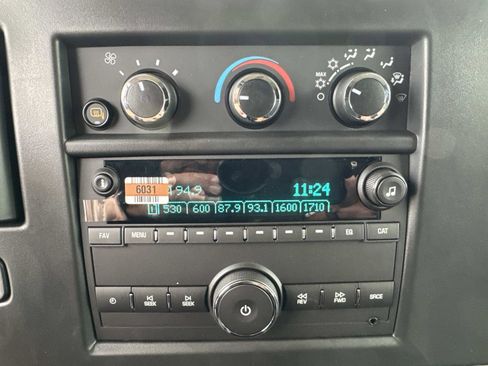 MAX
6031
94.9
11:24
1 530 600 87.9 93.1 1600 1710
FAV MENU EQ CAT
SEEK SEEK REV FWD SRCE